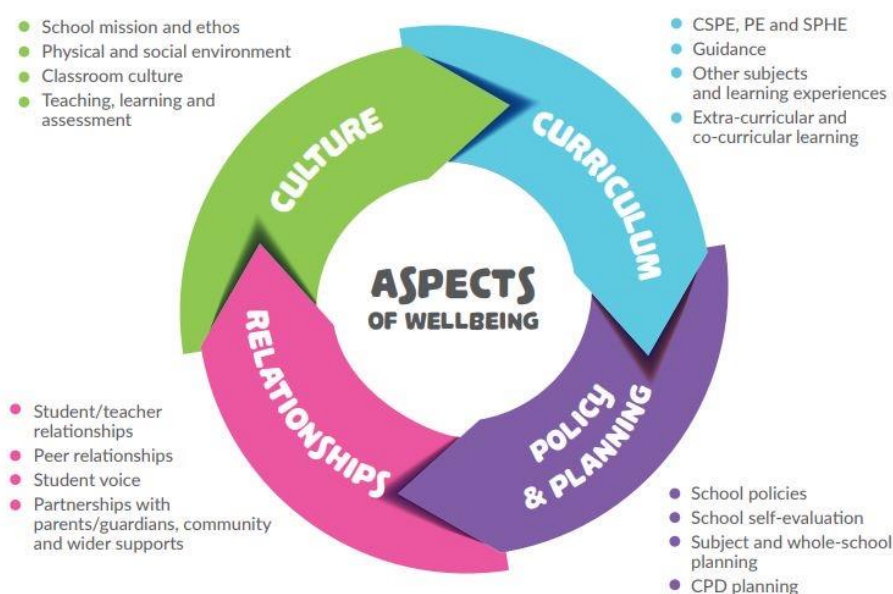 School mission and ethos
Physical and social environment
Classroom culture
Teaching, learning and
assessment
CSPE, PE and SPHE
Guidance
Other subjects
and learning experiences
Extra-curricular and
co-curricular learning
CULTURE
CURRICULUM
ASPECTS
OF WELLBEING
RELATIONSHIPS
POLICY
& PLANNING
Student/teacher
relationships
Peer relationships
Student voice
Partnerships with
parents/guardians, community
and wider supports
School policies
School self-evaluation
Subject and whole-school
planning
CPD planning